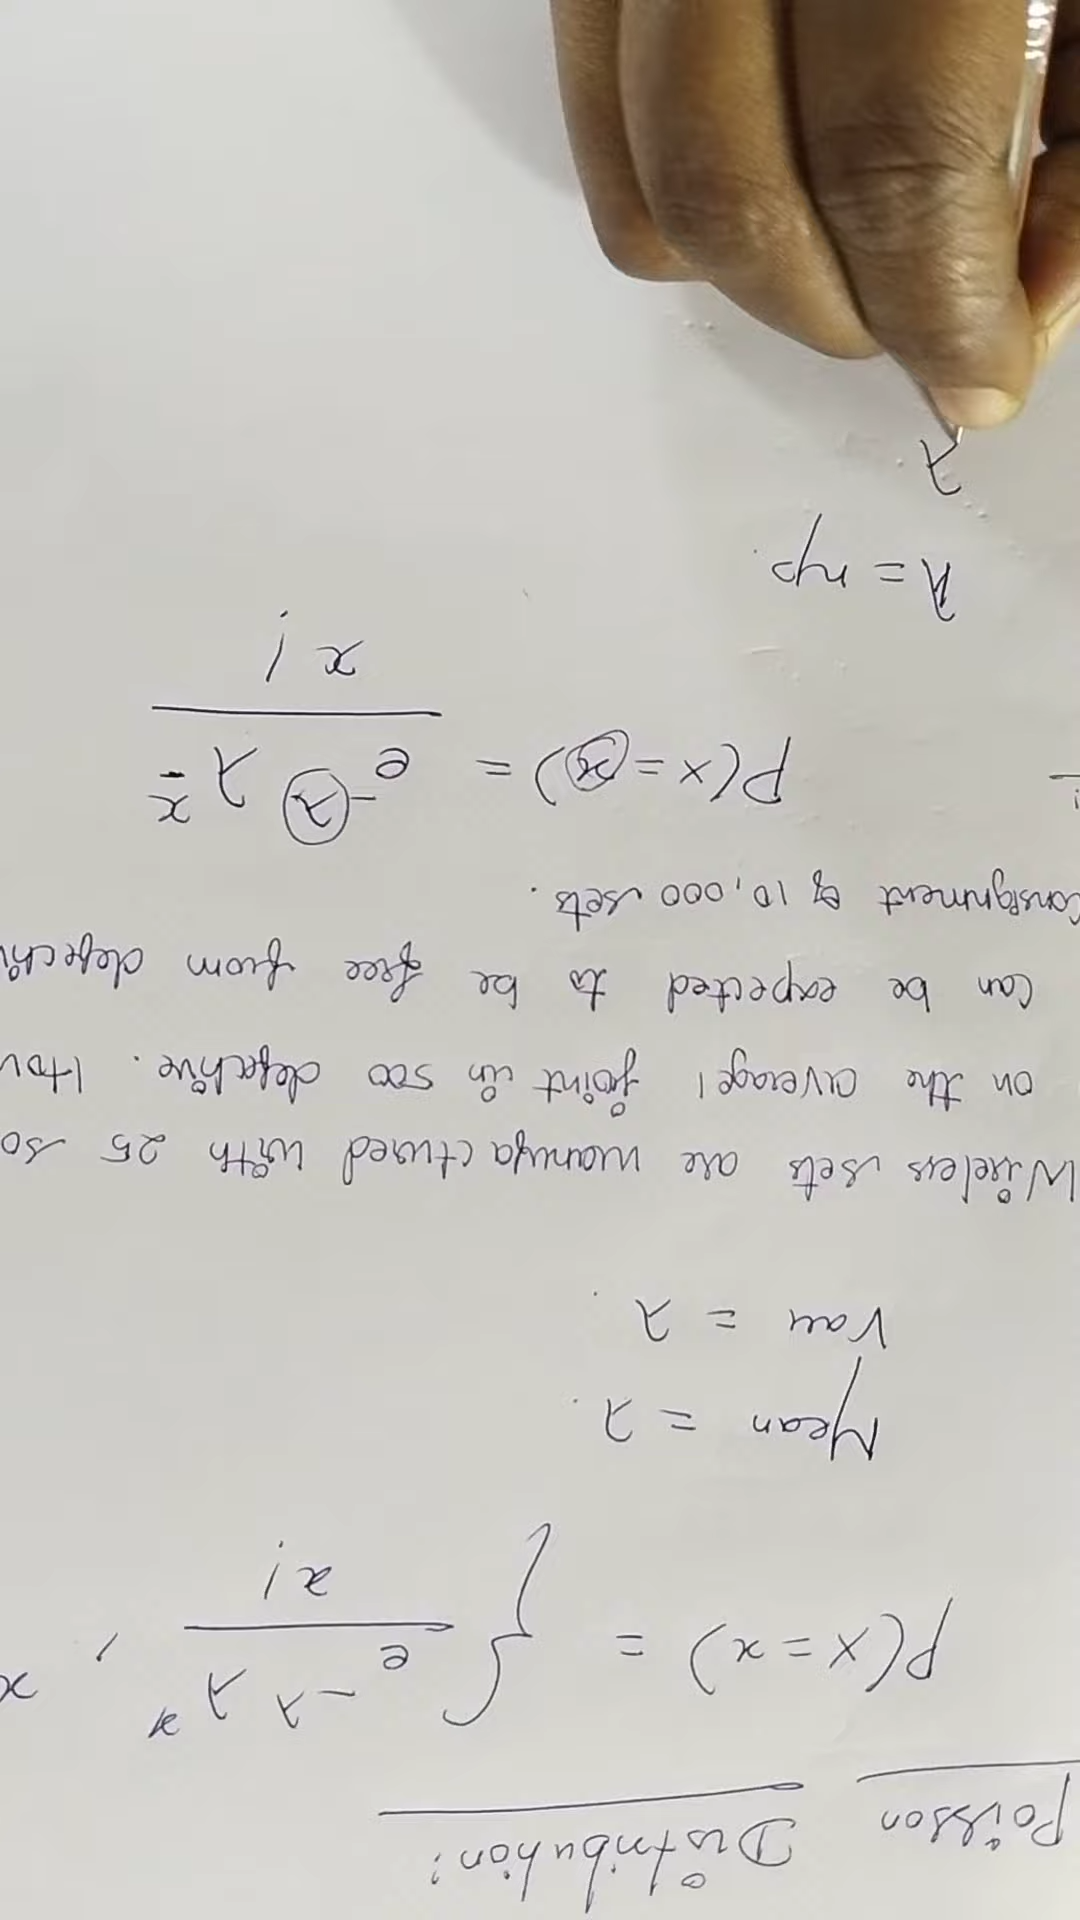 Poisson Distribution:
P(X=x) = { e^-λ λ^x / x! , x
Mean = λ.
Var = λ.
Wireless sets are manufactured with 25 so
on the average 1 joint in 500 defective. How
can be expected to be free from defecti
Consignment of 10,000 sets.
P(X=x) = e^-λ λ^x / x!
λ = np.
λ